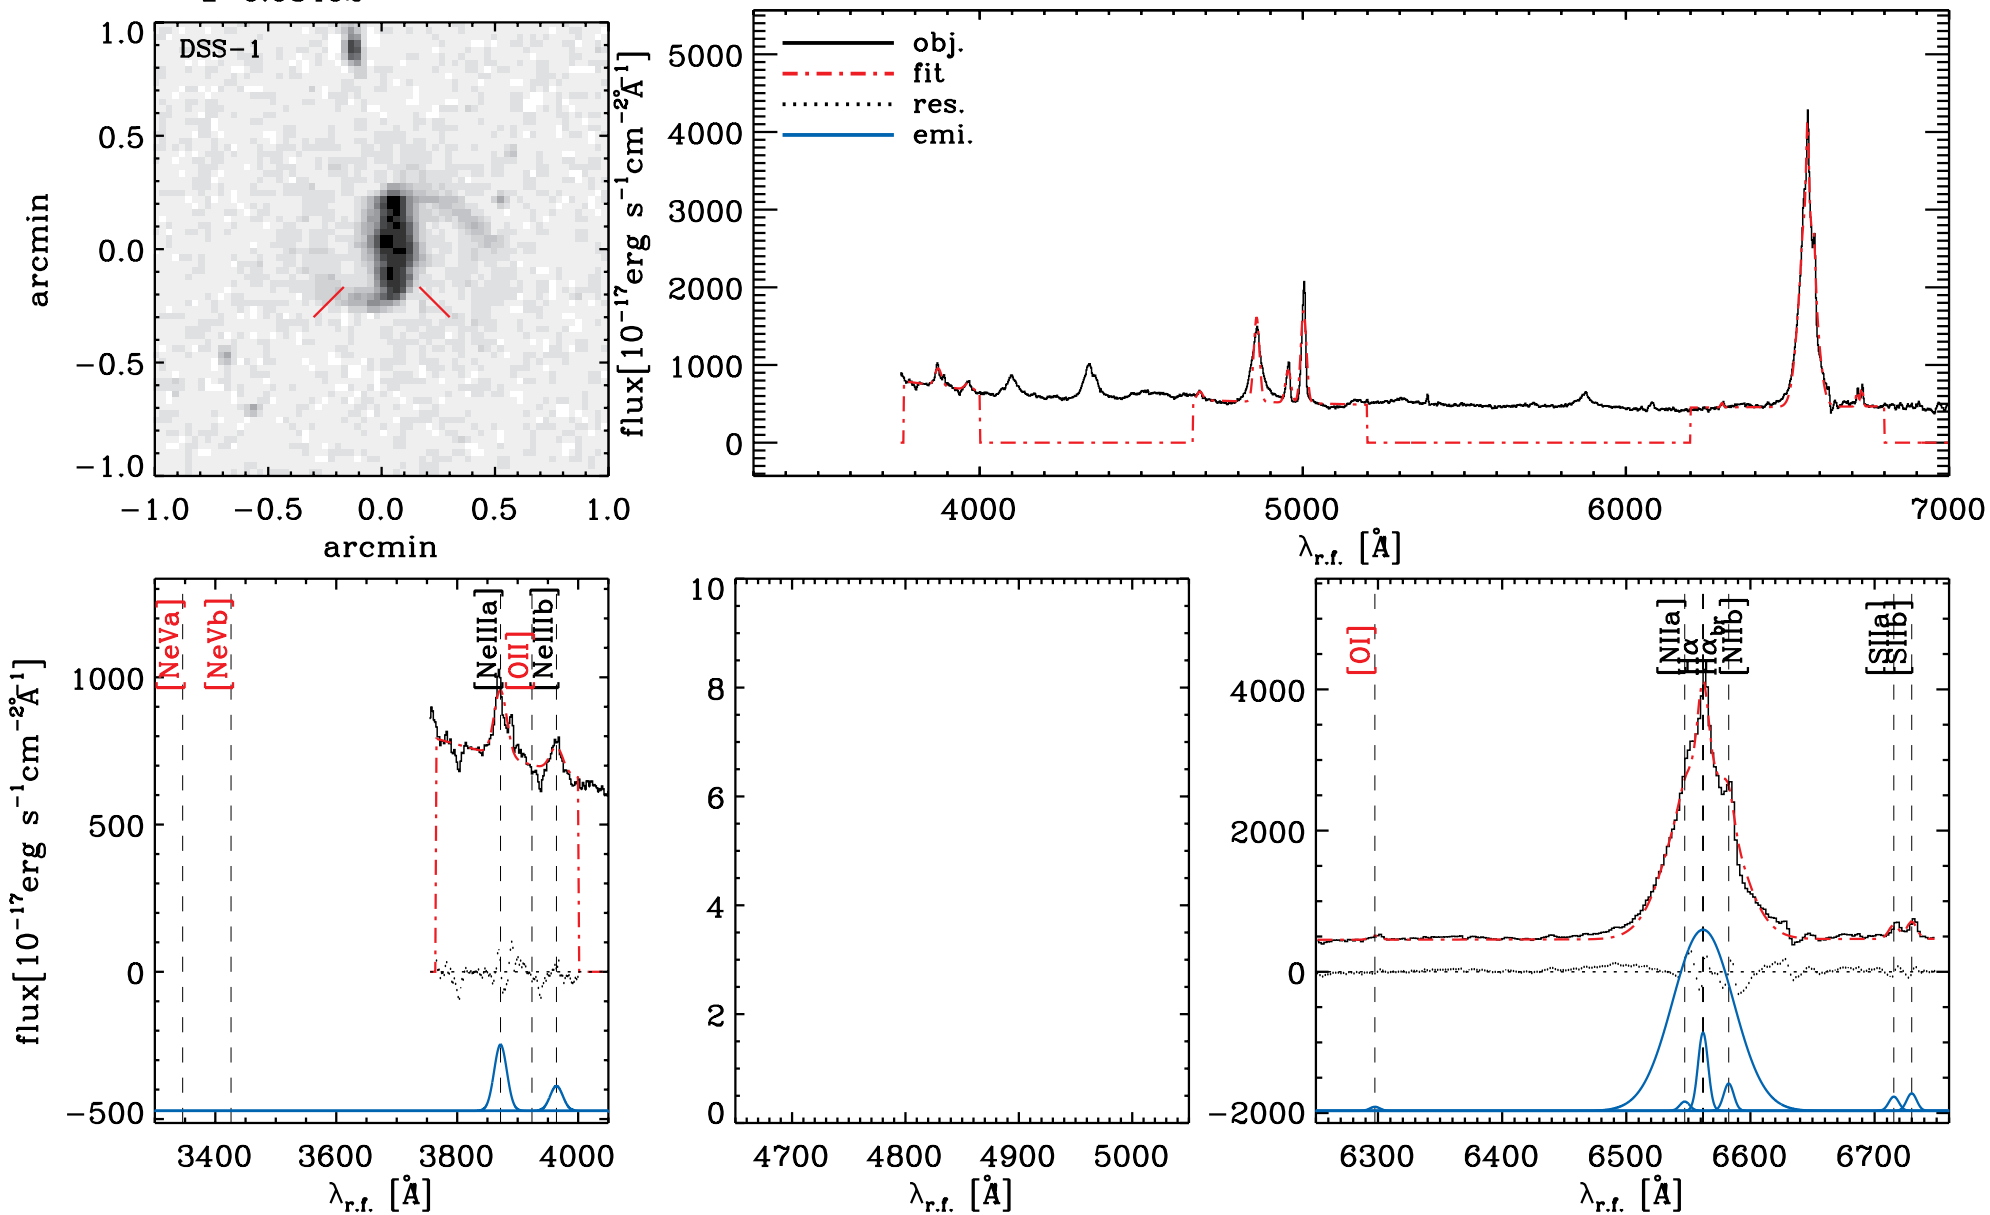 DSS-1
1.0
0.5
0.0
−0.5
−1.0
arcmin
−1.0 −0.5 0.0 0.5 1.0
arcmin
obj.
fit
res.
emi.
5000
4000
3000
2000
1000
0
flux[10⁻¹⁷erg s⁻¹cm⁻²Å⁻¹]
4000 5000 6000 7000
λr.f. [Å]
[NeVa] [NeVb] [NeIIIa] [OII] [NeIIIb]
1000
500
0
−500
flux[10⁻¹⁷erg s⁻¹cm⁻²Å⁻¹]
3400 3600 3800 4000
λr.f. [Å]
10
8
6
4
2
0
4700 4800 4900 5000
λr.f. [Å]
[OI] [NIIa] Hα Hαbr [NIIb] [SIIa] [SIIb]
4000
2000
0
−2000
6300 6400 6500 6600 6700
λr.f. [Å]